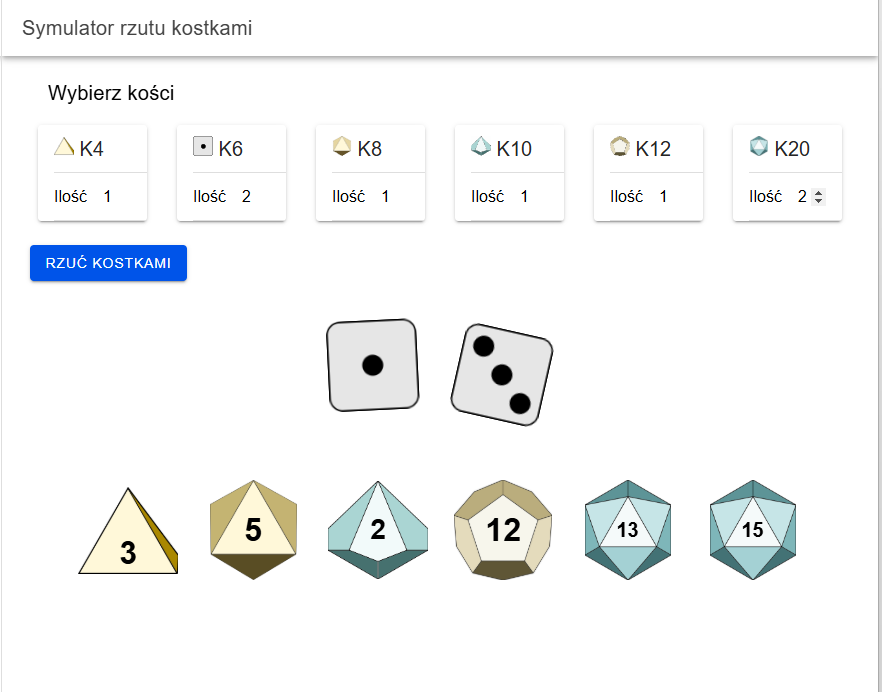 Symulator rzutu kostkami
Wybierz kości
K4 K6 K8 K10 K12 K20
Ilość 1 Ilość 2 Ilość 1 Ilość 1 Ilość 1 Ilość 2
RZUĆ KOSTKAMI
3 5 2 12 13 15